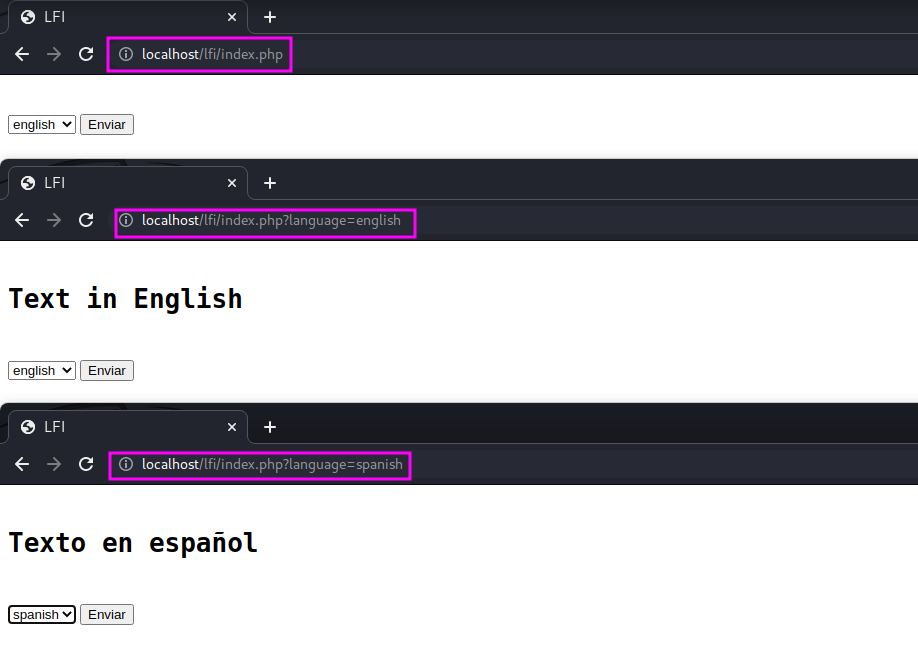 LFI
localhost/lfi/index.php
english Enviar
LFI
localhost/lfi/index.php?language=english
Text in English
english Enviar
LFI
localhost/lfi/index.php?language=spanish
Texto en español
spanish Enviar